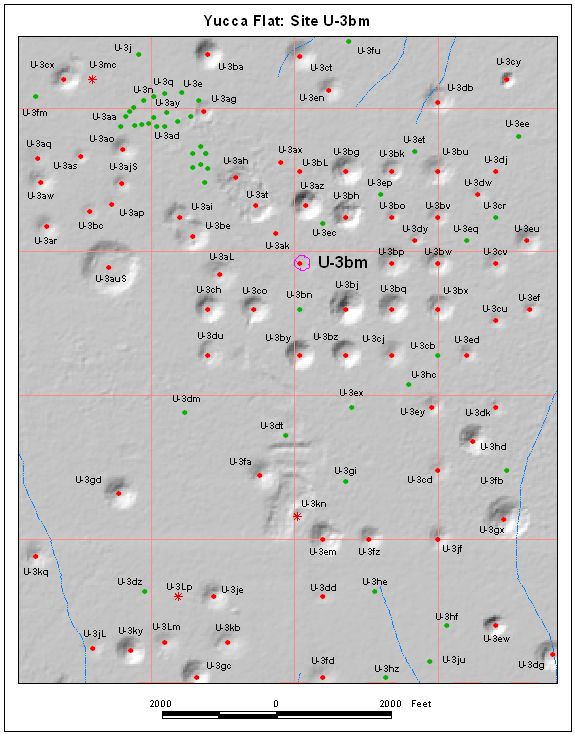 Yucca Flat: Site U-3bm
U-3j U-3fu
U-3cx U-3mc U-3ba U-3ct U-3cy
U-3n U-3q U-3e U-3en U-3db
U-3fm U-3aa U-3ay U-3ag
U-3ad U-3ee
U-3aq U-3ao U-3ax U-3et
U-3as U-3ajS U-3ah U-3bL U-3bg U-3bk U-3bu U-3dj
U-3aw U-3az U-3ep U-3dw
U-3ap U-3ai U-3at U-3bh U-3bo U-3bv U-3cr
U-3ar U-3bc U-3be U-3ak U-3ec U-3dy U-3eq U-3eu
U-3auS U-3aL U-3bm U-3bp U-3bw U-3cv
U-3ch U-3co U-3bn U-3bj U-3bq U-3bx U-3cu U-3ef
U-3du U-3by U-3bz U-3cj U-3cb U-3ed
U-3hc
U-3dm U-3ex U-3ey U-3dk
U-3dt U-3hd
U-3gd U-3fa U-3gi U-3cd U-3fb
U-3kn U-3gx
U-3kq U-3em U-3fz U-3jf
U-3dz U-3Lp U-3je U-3dd U-3he
U-3jL U-3ky U-3Lm U-3kb U-3hf U-3ew
U-3gc U-3fd U-3hz U-3ju U-3dg
2000 0 2000 Feet